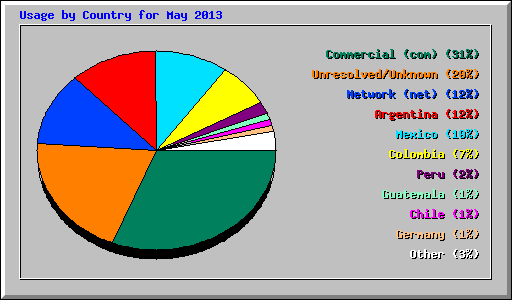 Usage by Country for May 2013
Commercial (com) (31%)
Unresolved/Unknown (20%)
Network (net) (12%)
Argentina (12%)
Mexico (10%)
Colombia (7%)
Peru (2%)
Guatemala (1%)
Chile (1%)
Germany (1%)
Other (3%)